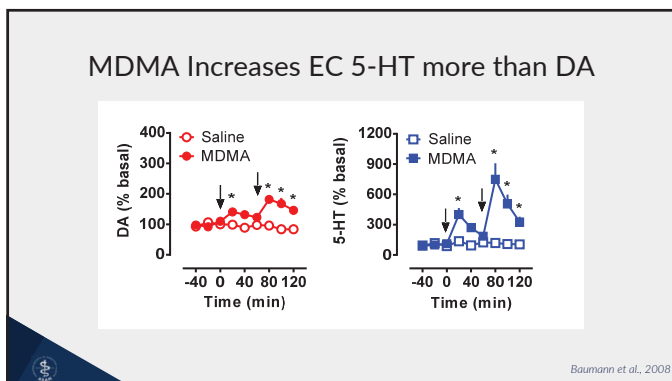 MDMA Increases EC 5-HT more than DA
400
300
200
100
0
DA (% basal)
Saline
MDMA
*
* * *
-40 0 40 80 120
Time (min)
1200
900
600
300
0
5-HT (% basal)
Saline
MDMA
*
*
*
*
-40 0 40 80 120
Time (min)
Baumann et al., 2008